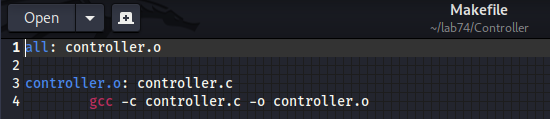 Open
Makefile
~/lab74/Controller
1 all: controller.o
2
3 controller.o: controller.c
4 gcc -c controller.c -o controller.o